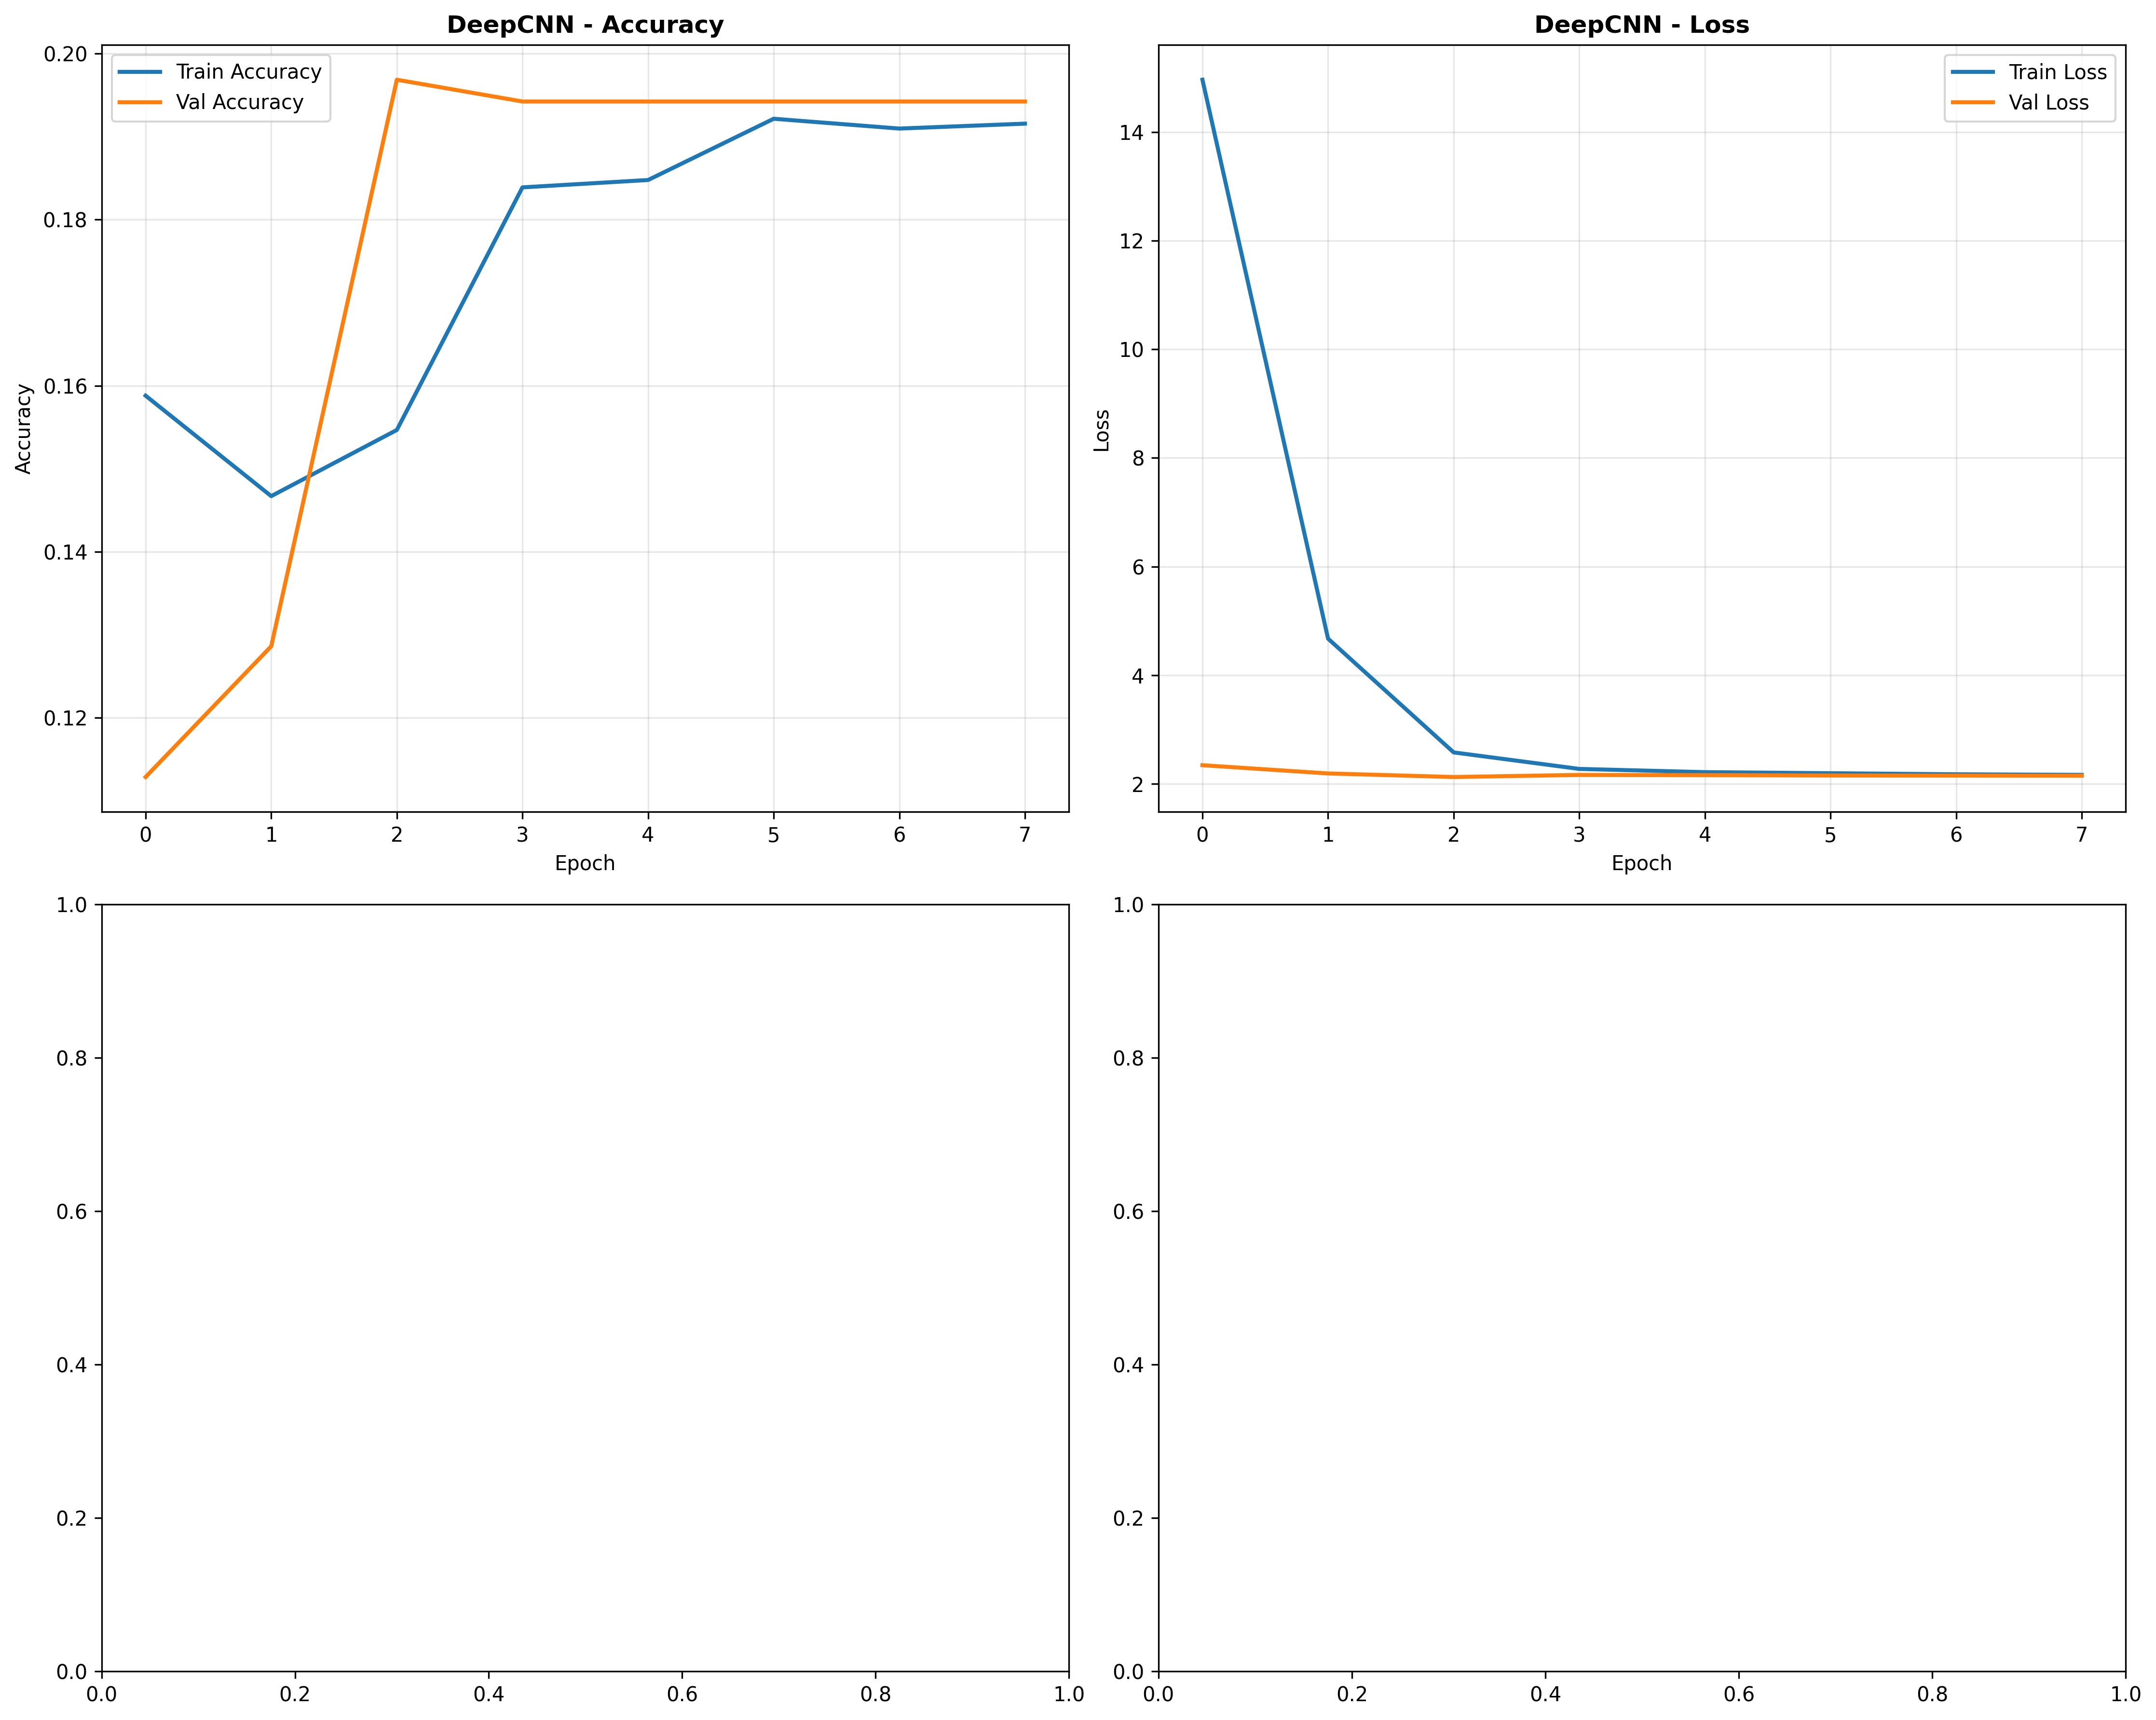 DeepCNN - Accuracy
0.20
0.18
0.16
0.14
0.12
Accuracy
Train Accuracy
Val Accuracy
0 1 2 3 4 5 6 7
Epoch
DeepCNN - Loss
14
12
10
8
6
4
2
Loss
Train Loss
Val Loss
0 1 2 3 4 5 6 7
Epoch
1.0
0.8
0.6
0.4
0.2
0.0
0.0 0.2 0.4 0.6 0.8 1.0
1.0
0.8
0.6
0.4
0.2
0.0
0.0 0.2 0.4 0.6 0.8 1.0